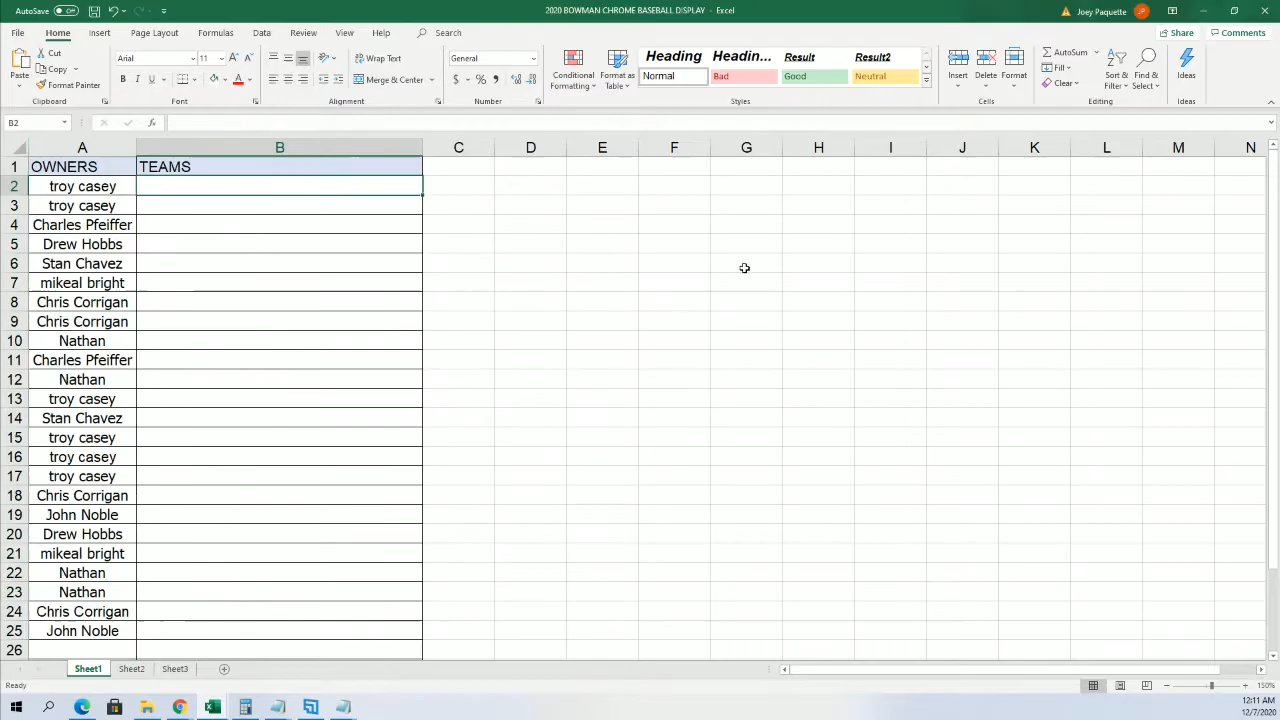 AutoSave Off 2020 BOWMAN CHROME BASEBALL DISPLAY - Excel Joey Paquette
File Home Insert Page Layout Formulas Data Review View Help Search Share Comments
Paste Cut Copy Format Painter Clipboard
Arial 11 B I U A Font
Wrap Text Merge & Center Alignment
General $ % Number
Conditional Formatting Format as Table
Heading Headin... Result Result2
Normal Bad Good Neutral Styles
Insert Delete Format Cells
AutoSum Fill Clear Sort & Filter Find & Select Editing
Ideas Ideas
B2 fx
A B C D E F G H I J K L M N
1 OWNERS TEAMS
2 troy casey
3 troy casey
4 Charles Pfeiffer
5 Drew Hobbs
6 Stan Chavez
7 mikeal bright
8 Chris Corrigan
9 Chris Corrigan
10 Nathan
11 Charles Pfeiffer
12 Nathan
13 troy casey
14 Stan Chavez
15 troy casey
16 troy casey
17 troy casey
18 Chris Corrigan
19 John Noble
20 Drew Hobbs
21 mikeal bright
22 Nathan
23 Nathan
24 Chris Corrigan
25 John Noble
26
Sheet1 Sheet2 Sheet3
Ready 150%
12:11 AM
12/7/2020